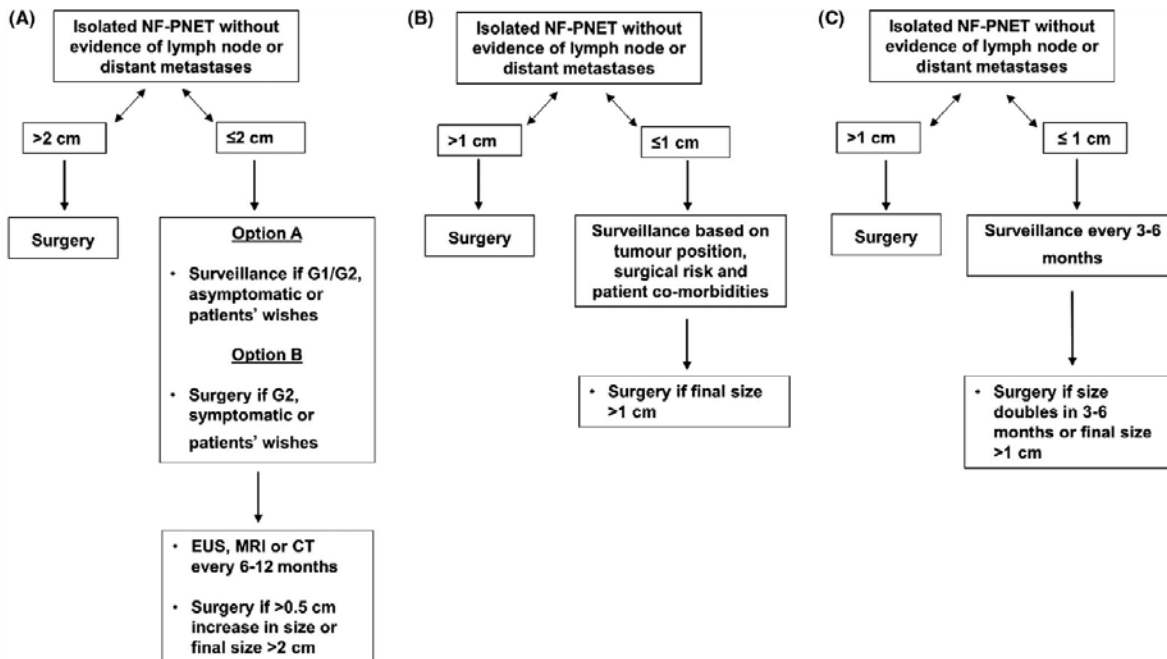 (A)
Isolated NF-PNET without
evidence of lymph node or
distant metastases
>2 cm
≤2 cm
Surgery
Option A
• Surveillance if G1/G2,
asymptomatic or
patients' wishes
Option B
• Surgery if G2,
symptomatic or
patients' wishes
• EUS, MRI or CT
every 6-12 months
• Surgery if >0.5 cm
increase in size or
final size >2 cm
(B)
Isolated NF-PNET without
evidence of lymph node or
distant metastases
>1 cm
≤1 cm
Surgery
Surveillance based on
tumour position,
surgical risk and
patient co-morbidities
• Surgery if final size
>1 cm
(C)
Isolated NF-PNET without
evidence of lymph node or
distant metastases
>1 cm
≤ 1 cm
Surgery
Surveillance every 3-6
months
• Surgery if size
doubles in 3-6
months or final size
>1 cm